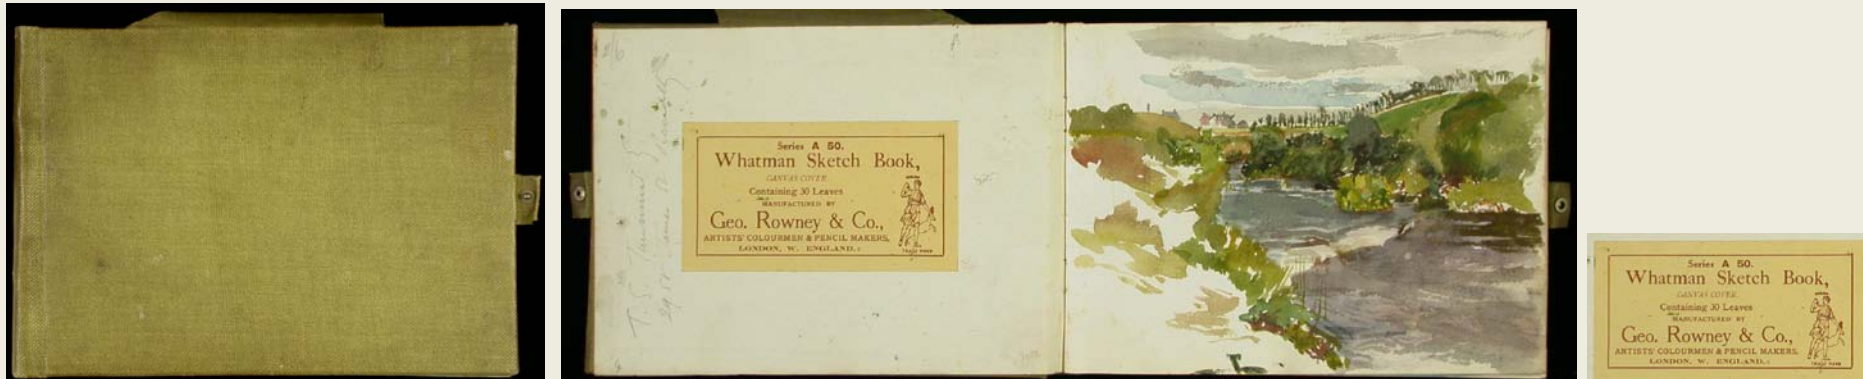 Series A 50.
Whatman Sketch Book,
CANVAS COVER.
Containing 30 Leaves
MANUFACTURED BY
Geo. Rowney & Co.,
ARTISTS' COLOURMEN & PENCIL MAKERS,
LONDON, W. ENGLAND.
TRADE MARK
Series A 50.
Whatman Sketch Book,
CANVAS COVER.
Containing 30 Leaves
MANUFACTURED BY
Geo. Rowney & Co.,
ARTISTS' COLOURMEN & PENCIL MAKERS,
LONDON, W. ENGLAND.
TRADE MARK